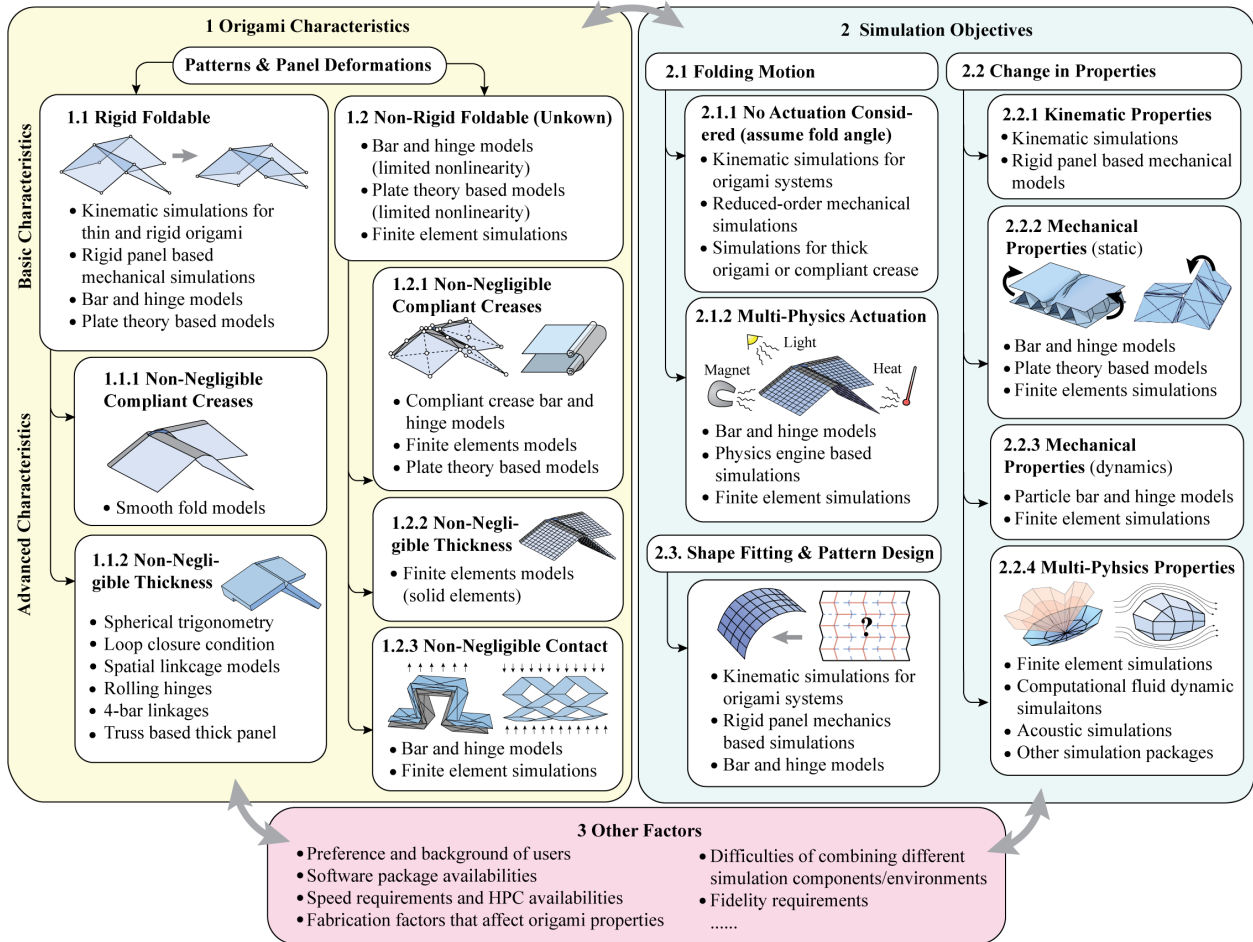 1 Origami Characteristics
Patterns & Panel Deformations
Basic Characteristics
Advanced Characteristics
1.1 Rigid Foldable
• Kinematic simulations for
thin and rigid origami
• Rigid panel based
mechanical simulations
• Bar and hinge models
• Plate theory based models
1.1.1 Non-Negligible
Compliant Creases
• Smooth fold models
1.1.2 Non-Negli-
gible Thickness
• Spherical trigonometry
• Loop closure condition
• Spatial linkcage models
• Rolling hinges
• 4-bar linkages
• Truss based thick panel
1.2 Non-Rigid Foldable (Unkown)
• Bar and hinge models
(limited nonlinearity)
• Plate theory based models
(limited nonlinearity)
• Finite element simulations
1.2.1 Non-Negligible
Compliant Creases
• Compliant crease bar and
hinge models
• Finite elements models
• Plate theory based models
1.2.2 Non-Negli-
gible Thickness
• Finite elements models
(solid elements)
1.2.3 Non-Negligible Contact
• Bar and hinge models
• Finite element simulations
2 Simulation Objectives
2.1 Folding Motion
2.1.1 No Actuation Consid-
ered (assume fold angle)
• Kinematic simulations for
origami systems
• Reduced-order mechanical
simulations
• Simulations for thick
origami or compliant crease
2.1.2 Multi-Physics Actuation
Light
Magnet
Heat
• Bar and hinge models
• Physics engine based
simulations
• Finite element simulations
2.3. Shape Fitting & Pattern Design
?
• Kinematic simulations for
origami systems
• Rigid panel mechanics
based simulations
• Bar and hinge models
2.2 Change in Properties
2.2.1 Kinematic Properties
• Kinematic simulations
• Rigid panel based mechanical
models
2.2.2 Mechanical
Properties (static)
• Bar and hinge models
• Plate theory based models
• Finite elements simulations
2.2.3 Mechanical
Properties (dynamics)
• Particle bar and hinge models
• Finite element simulations
2.2.4 Multi-Pyhsics Properties
• Finite element simulations
• Computational fluid dynamic
simulaitons
• Acoustic simulations
• Other simulation packages
3 Other Factors
• Preference and background of users
• Software package availabilities
• Speed requirements and HPC availabilities
• Fabrication factors that affect origami properties
• Difficulties of combining different
simulation components/environments
• Fidelity requirements
......